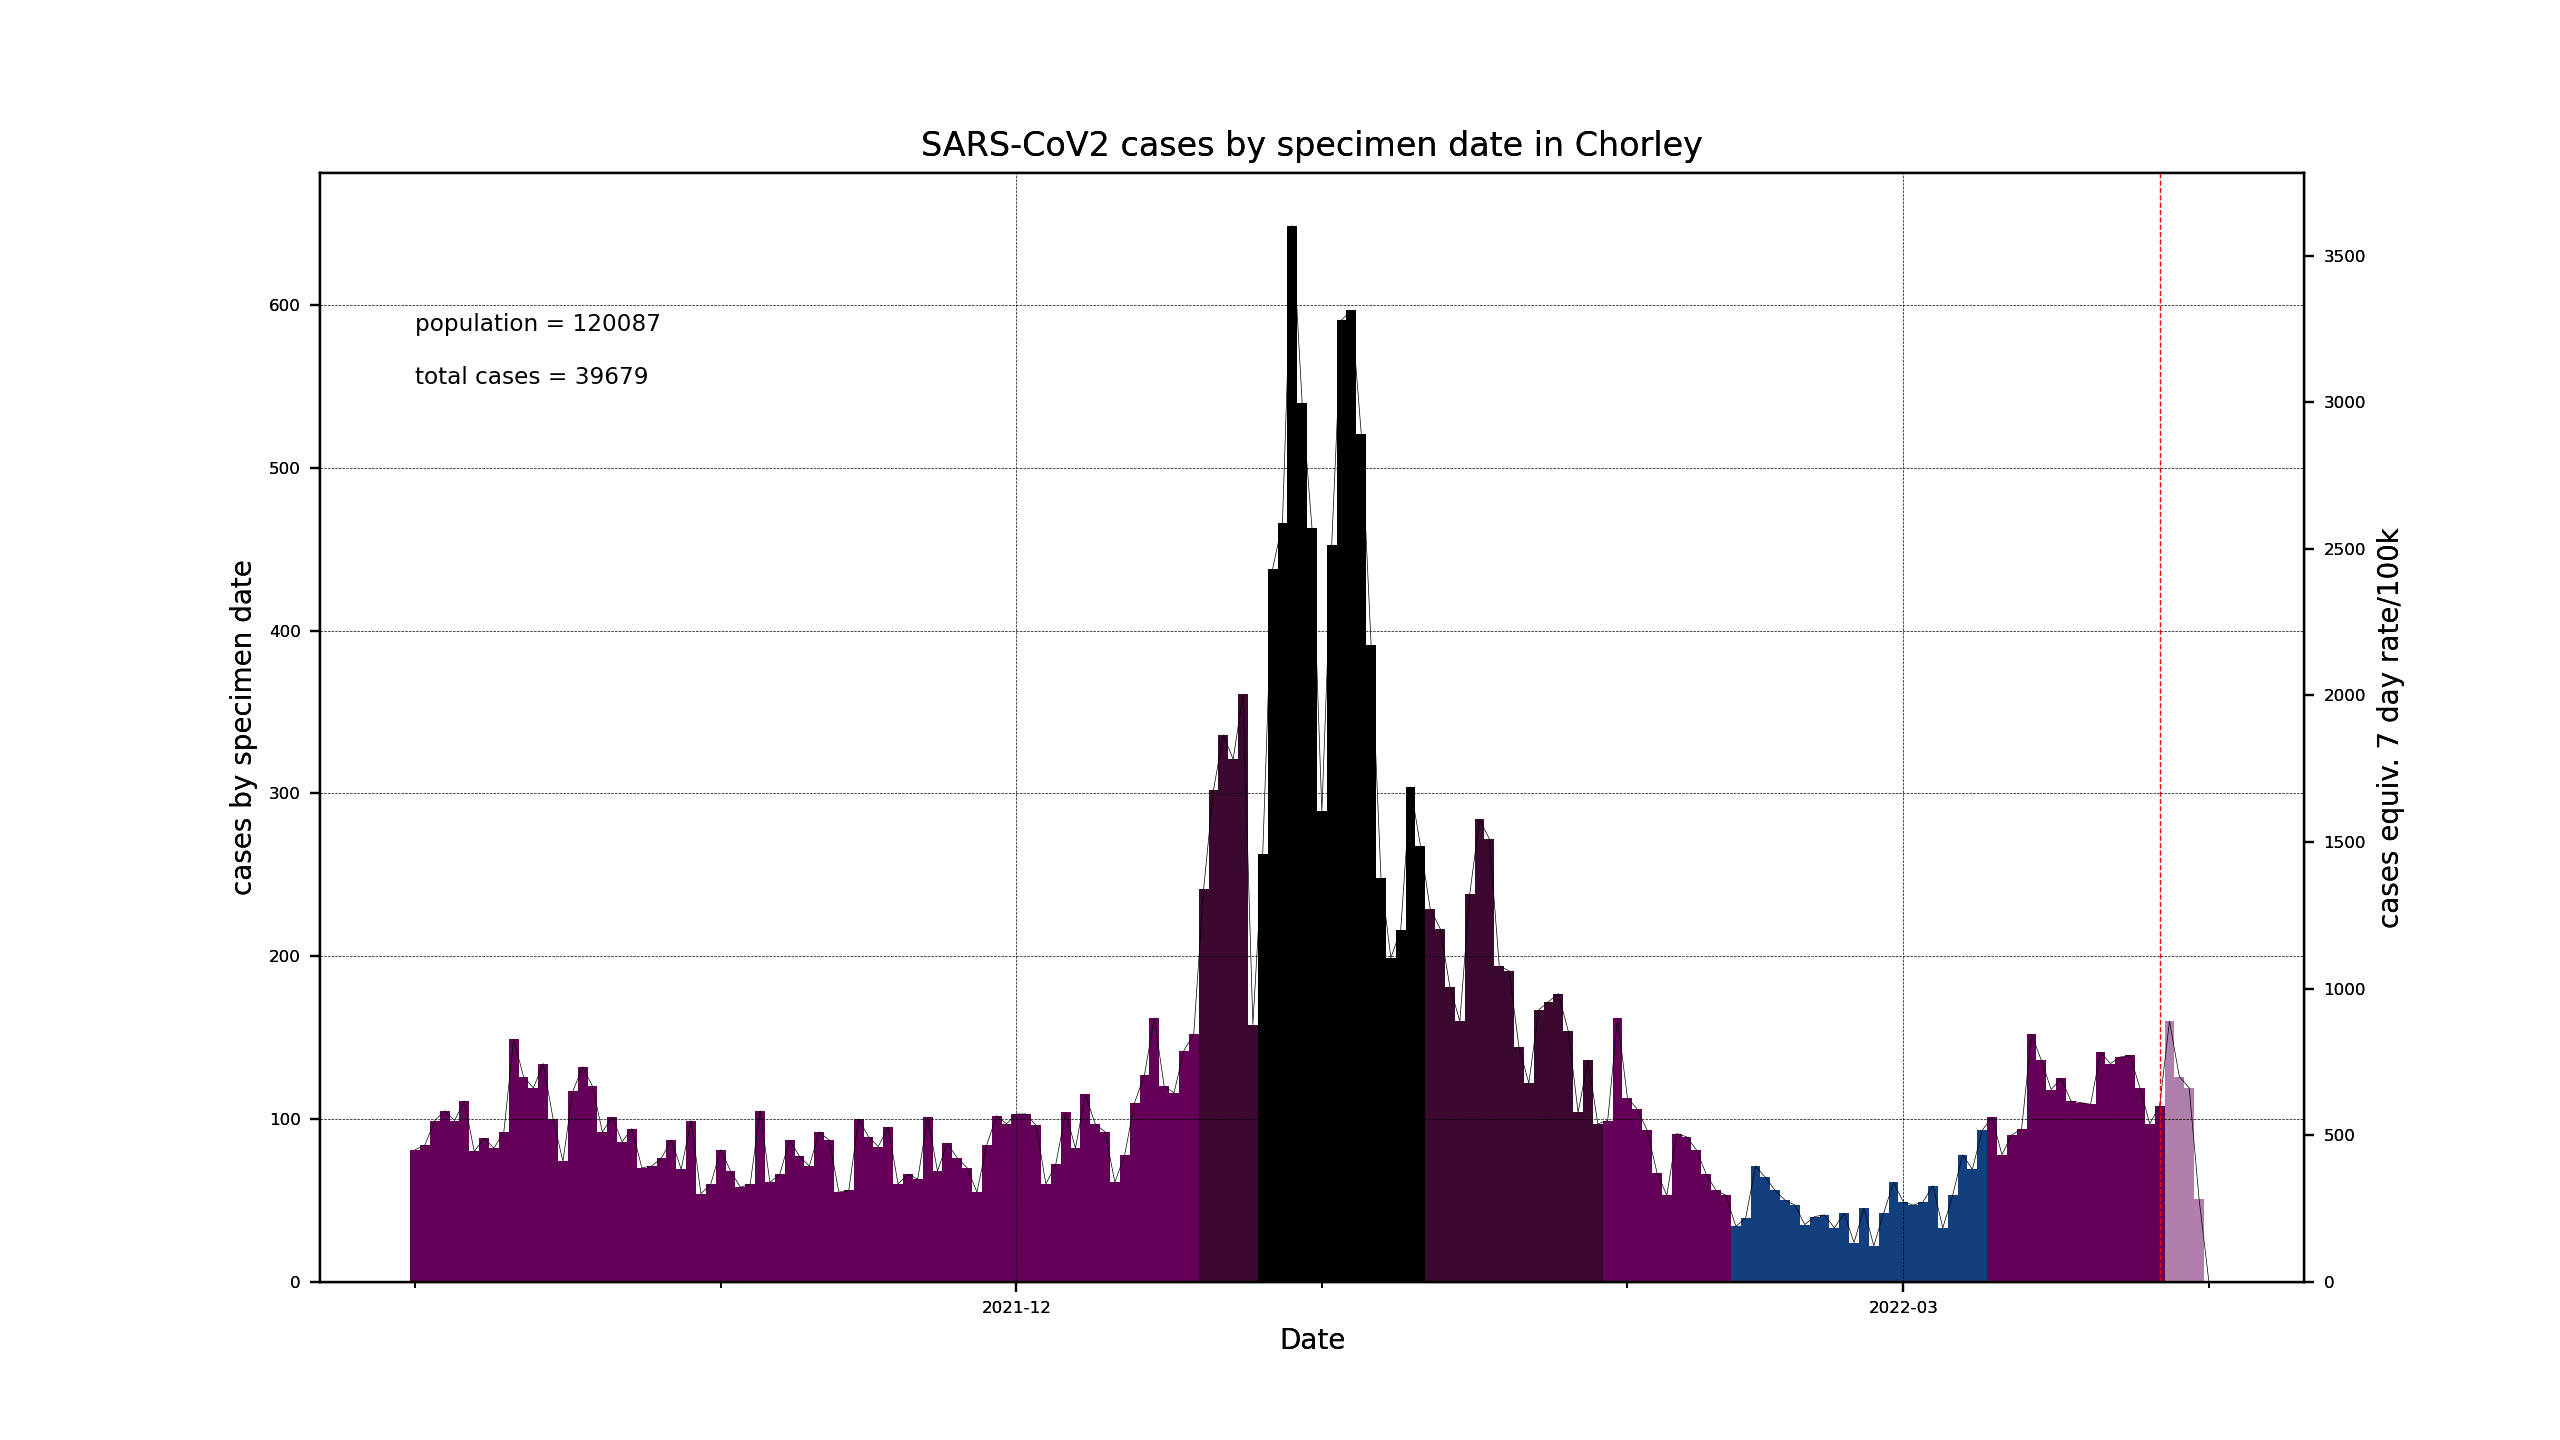 SARS-CoV2 cases by specimen date in Chorley
population = 120087
total cases = 39679
cases by specimen date
600
500
400
300
200
100
0
3500
3000
2500
2000
1500
1000
500
0
cases equiv. 7 day rate/100k
2021-12
2022-03
Date